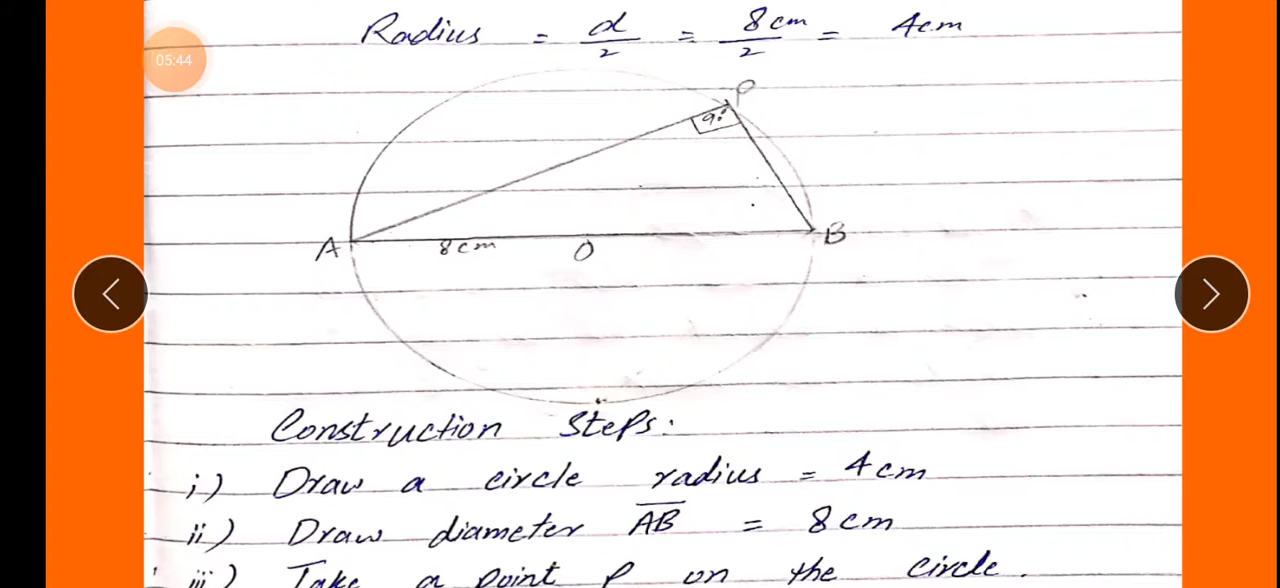 Radius = d/2 = 8cm/2 = 4cm
05:44
P
90°
A 8cm O B
Construction Steps:
i) Draw a circle radius = 4cm
ii) Draw diameter A̅B̅ = 8cm
iii) Take a point P on the circle.